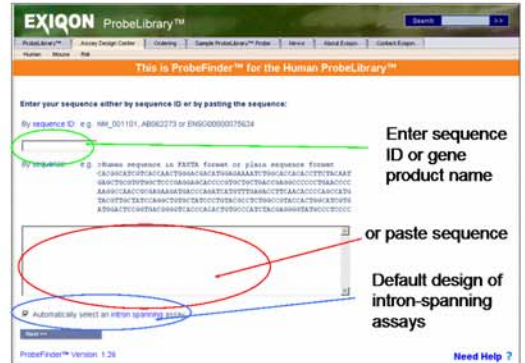 EXIQON ProbeLibrary™
Search >>
ProbeLibrary™ Assay Design Center Ordering Sample ProbeLibrary™ Probe News About Exiqon Contact Exiqon
Human Mouse Rat
This is ProbeFinder™ for the Human ProbeLibrary™
Enter your sequence either by sequence ID or by pasting the sequence:
By sequence ID: e.g. NM_001101, AB062273 or ENSG00000075624
Enter sequence
ID or gene
product name
By sequence: e.g. >Human sequence in FASTA format or plain sequence format
or paste sequence
Default design of
intron-spanning
assays
Automatically select an intron spanning assay
Next >>
ProbeFinder™ Version: 1.26
Need Help ?